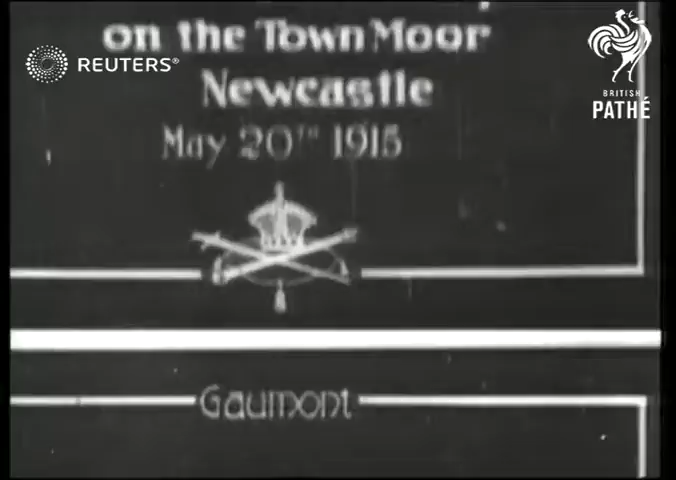 on the Town Moor
REUTERS®
Newcastle
BRITISH
PATHÉ
May 20TH 1915
Gaumont